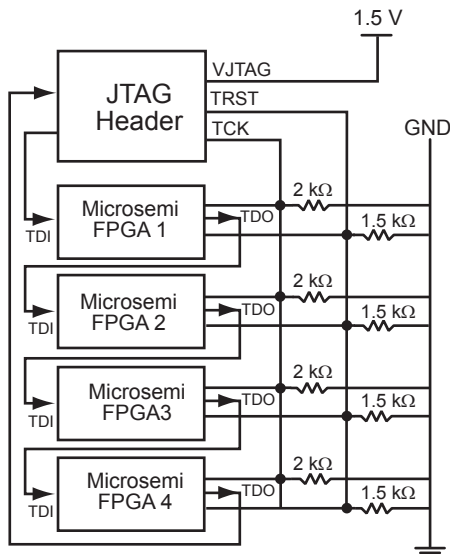 1.5 V
VJTAG
JTAG
Header
TRST
TCK
GND
2 kΩ
Microsemi
FPGA 1
TDO
TDI
1.5 kΩ
2 kΩ
Microsemi
FPGA 2
TDO
TDI
1.5 kΩ
2 kΩ
Microsemi
FPGA3
TDO
TDI
1.5 kΩ
2 kΩ
Microsemi
FPGA 4
TDO
TDI
1.5 kΩ